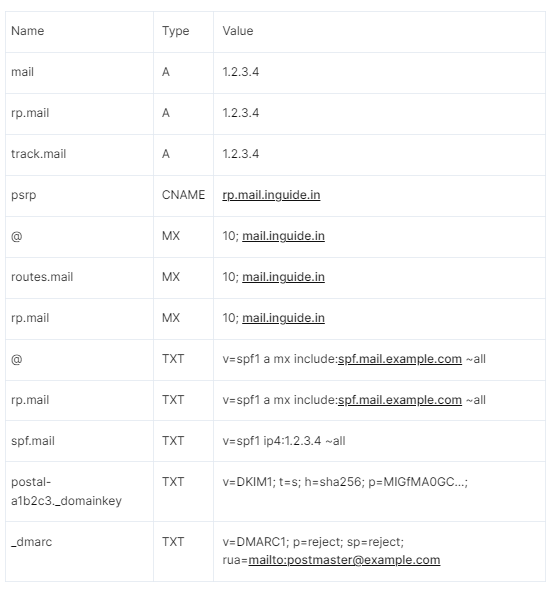 Name Type Value
mail A 1.2.3.4
rp.mail A 1.2.3.4
track.mail A 1.2.3.4
psrp CNAME rp.mail.inguide.in
@ MX 10; mail.inguide.in
routes.mail MX 10; mail.inguide.in
rp.mail MX 10; mail.inguide.in
@ TXT v=spf1 a mx include:spf.mail.example.com ~all
rp.mail TXT v=spf1 a mx include:spf.mail.example.com ~all
spf.mail TXT v=spf1 ip4:1.2.3.4 ~all
postal- TXT v=DKIM1; t=s; h=sha256; p=MIGfMA0GC...;
a1b2c3._domainkey
_dmarc TXT v=DMARC1; p=reject; sp=reject;
rua=mailto:postmaster@example.com